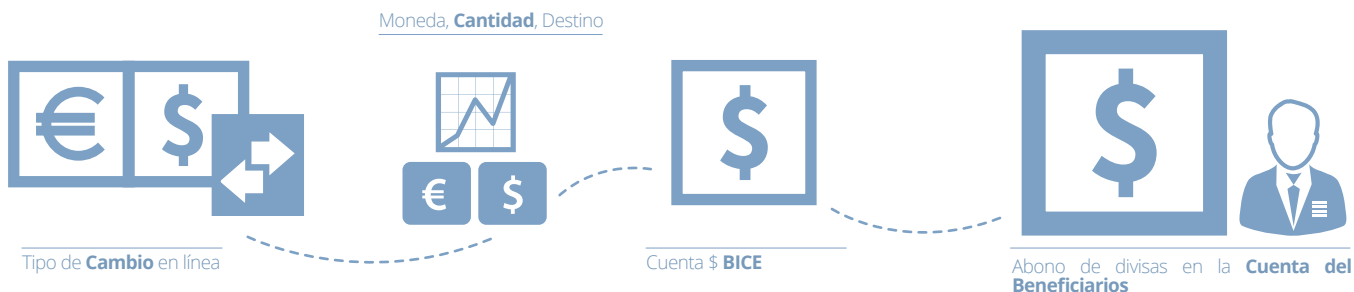 Moneda, Cantidad, Destino
€ $
€ $
$
$
Tipo de Cambio en línea
Cuenta $ BICE
Abono de divisas en la Cuenta del
Beneficiarios